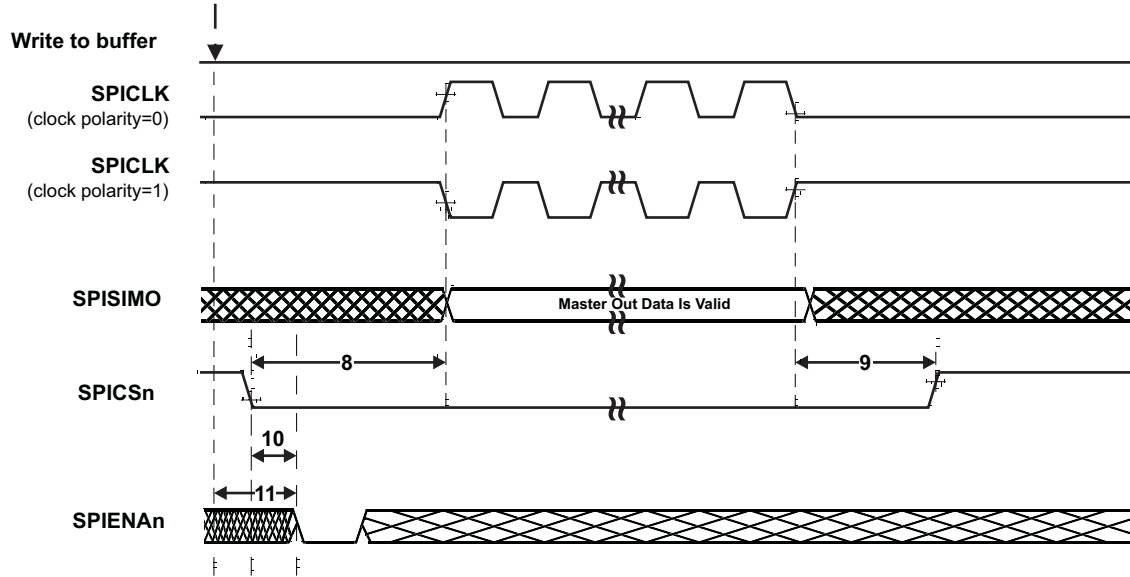 Write to buffer
SPICLK
(clock polarity=0)
SPICLK
(clock polarity=1)
SPISIMO
Master Out Data Is Valid
8
9
SPICSn
10
11
SPIENAn